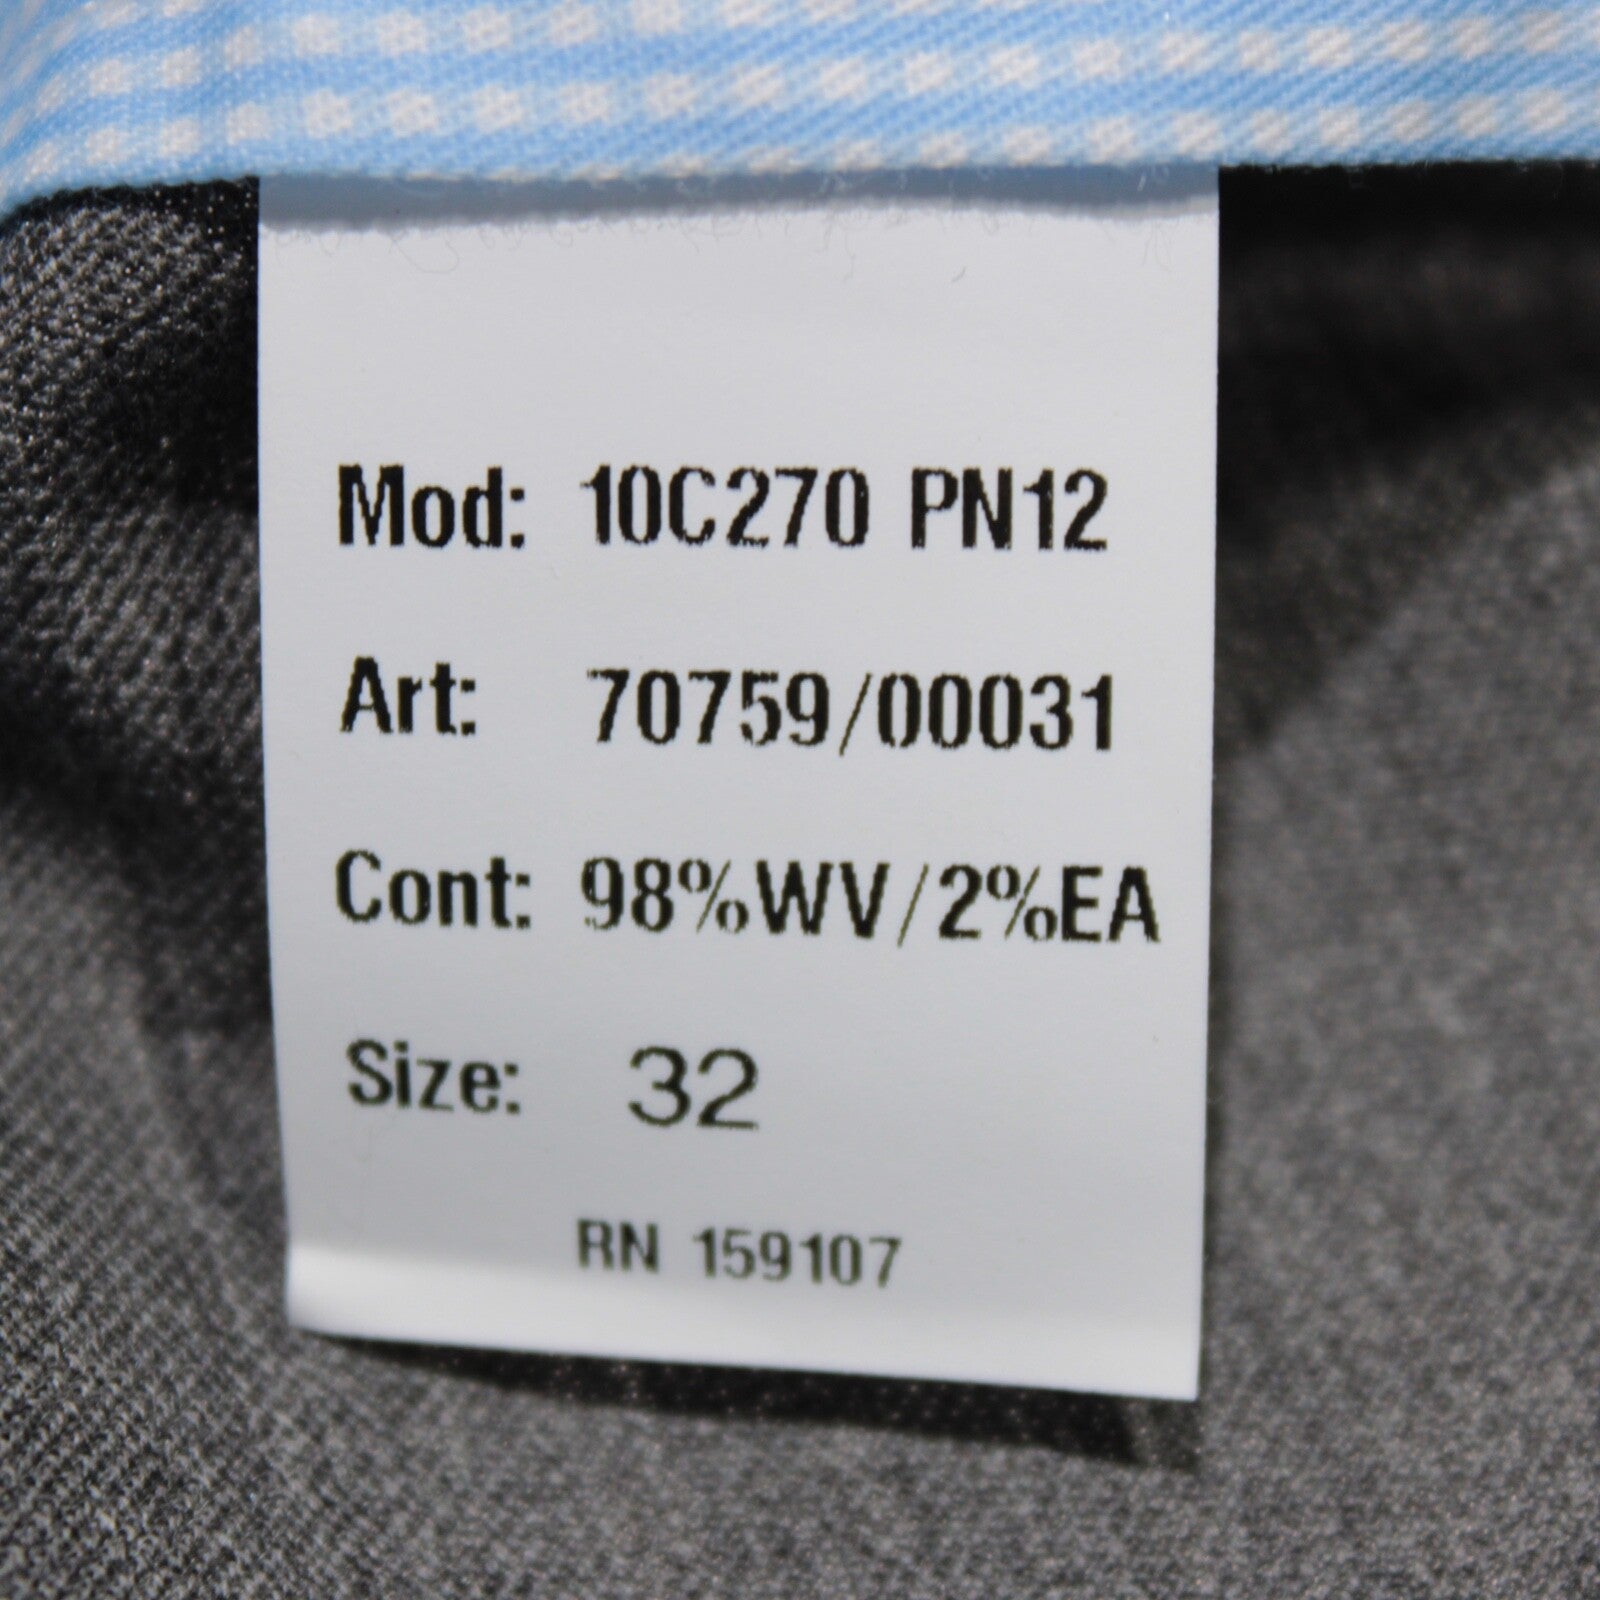 Mod: 10C270 PN12
Art: 70759/00031
Cont: 98%WV/2%EA
Size: 32
RN 159107